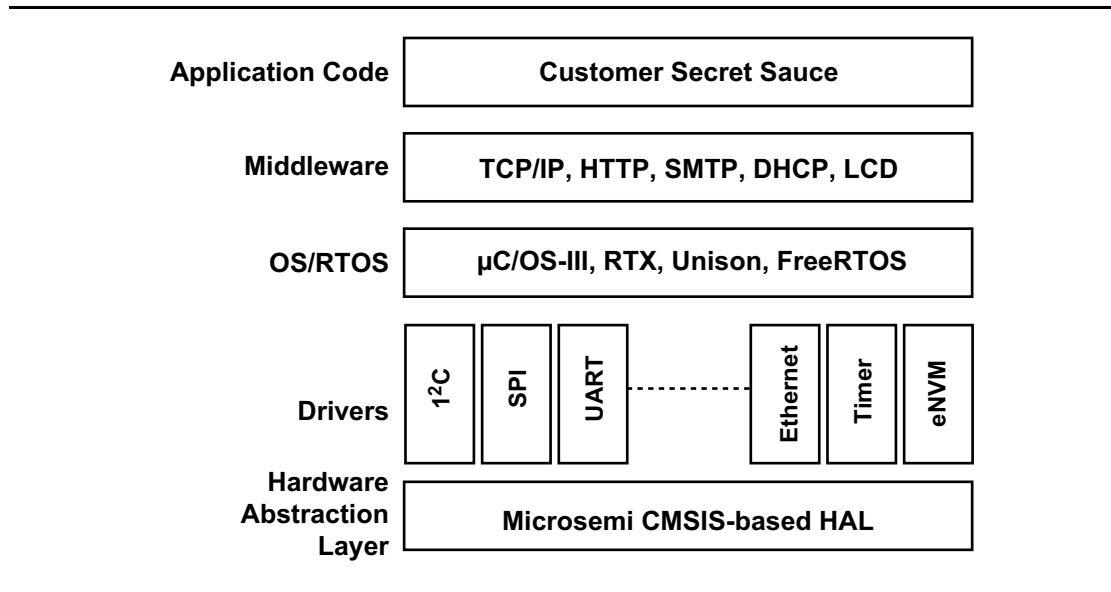 Application Code
Customer Secret Sauce
Middleware
TCP/IP, HTTP, SMTP, DHCP, LCD
OS/RTOS
µC/OS-III, RTX, Unison, FreeRTOS
Drivers
1²C
SPI
UART
Ethernet
Timer
eNVM
Hardware
Abstraction
Layer
Microsemi CMSIS-based HAL